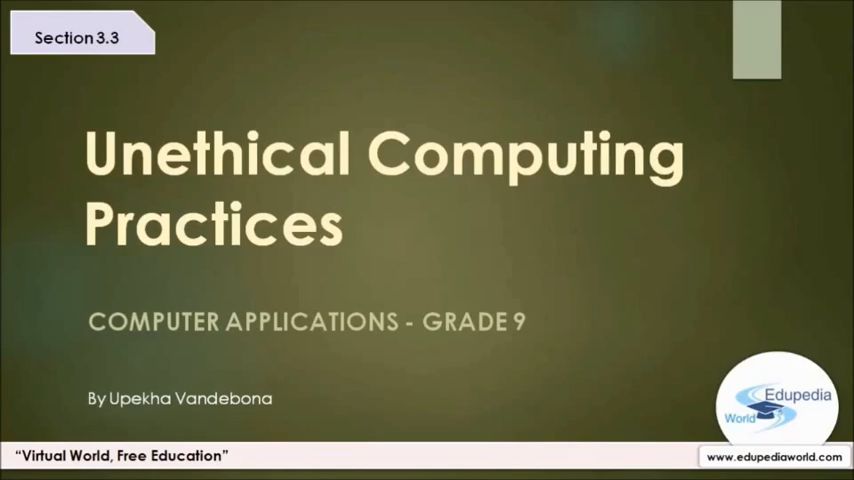 Section 3.3
Unethical Computing
Practices
COMPUTER APPLICATIONS - GRADE 9
By Upekha Vandebona
Edupedia
World
"Virtual World, Free Education"
www.edupediaworld.com